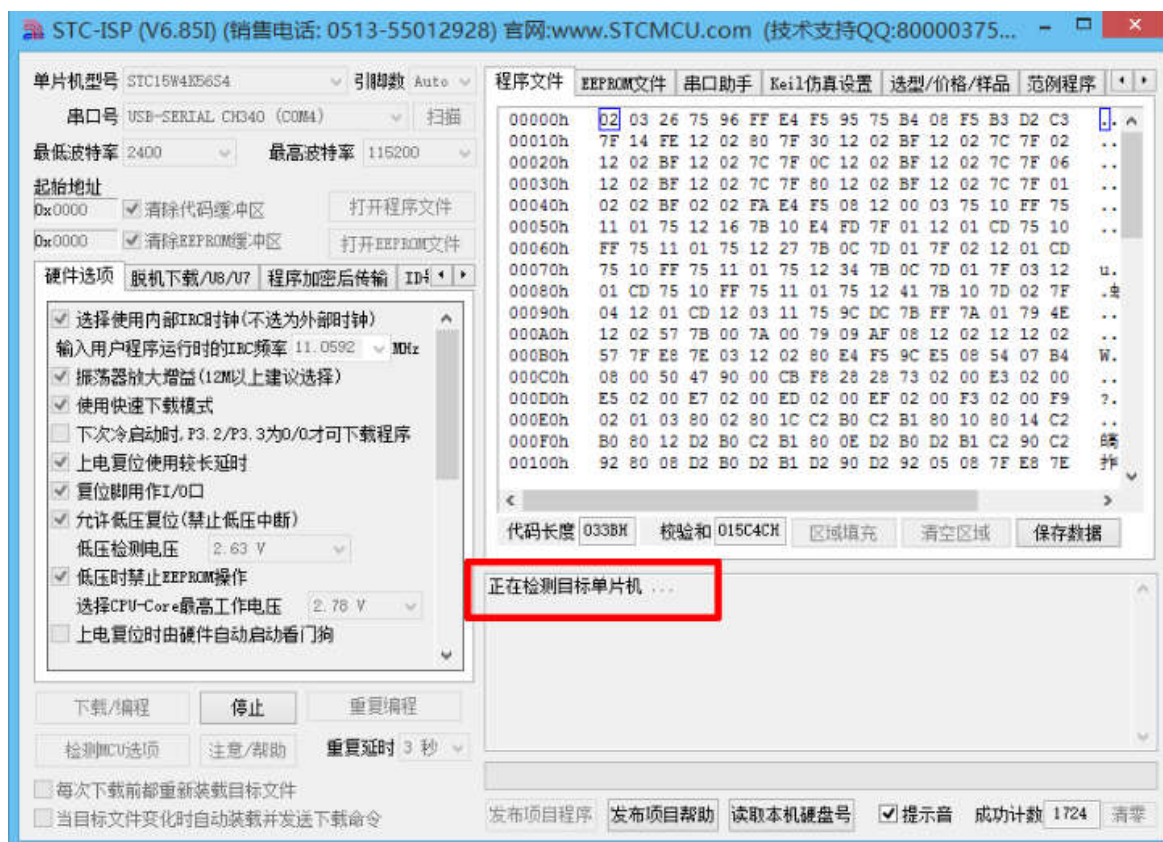 STC-ISP (V6.85I) (销售电话: 0513-55012928) 官网:www.STCMCU.com (技术支持QQ:80000375...
单片机型号 STC15W4K56S4 引脚数 Auto
串口号 USB-SERIAL CH340 (COM4) 扫描
最低波特率 2400 最高波特率 115200
起始地址
0x0000 清除代码缓冲区 打开程序文件
0x0000 清除EEPROM缓冲区 打开EEPROM文件
硬件选项 脱机下载/U8/U7 程序加密后传输 ID
选择使用内部IRC时钟(不选为外部时钟)
输入用户程序运行时的IRC频率 11.0592 MHz
振荡器放大增益(12M以上建议选择)
使用快速下载模式
下次冷启动时,P3.2/P3.3为0/0才可下载程序
上电复位使用较长延时
复位脚用作I/O口
允许低压复位(禁止低压中断)
低压检测电压 2.63 V
低压时禁止EEPROM操作
选择CPU-Core最高工作电压 2.78 V
上电复位时由硬件自动启动看门狗
下载/编程 停止 重复编程
检测MCU选项 注意/帮助 重复延时 3 秒
每次下载前都重新装载目标文件
当目标文件变化时自动装载并发送下载命令
程序文件 EEPROM文件 串口助手 Keil仿真设置 选型/价格/样品 范例程序
00000h 02 03 26 75 96 FF E4 F5 95 75 B4 08 F5 B3 D2 C3 ..
00010h 7F 14 FE 12 02 80 7F 30 12 02 BF 12 02 7C 7F 02 ..
00020h 12 02 BF 12 02 7C 7F 0C 12 02 BF 12 02 7C 7F 06 ..
00030h 12 02 BF 12 02 7C 7F 80 12 02 BF 12 02 7C 7F 01 ..
00040h 02 02 BF 02 02 FA E4 F5 08 12 00 03 75 10 FF 75 ..
00050h 11 01 75 12 16 7B 10 E4 FD 7F 01 12 01 CD 75 10 ..
00060h FF 75 11 01 75 12 27 7B 0C 7D 01 7F 02 12 01 CD ..
00070h 75 10 FF 75 11 01 75 12 34 7B 0C 7D 01 7F 03 12 u.
00080h 01 CD 75 10 FF 75 11 01 75 12 41 7B 10 7D 02 7F
00090h 04 12 01 CD 12 03 11 75 9C DC 7B FF 7A 01 79 4E ..
000A0h 12 02 57 7B 00 7A 00 79 09 AF 08 12 02 12 12 02 ..
000B0h 57 7F E8 7E 03 12 02 80 E4 F5 9C E5 08 54 07 B4 W.
000C0h 08 00 50 47 90 00 CB F8 28 28 73 02 00 E3 02 00 ..
000D0h E5 02 00 E7 02 00 ED 02 00 EF 02 00 F3 02 00 F9 ?.
000E0h 02 01 03 80 02 80 1C C2 B0 C2 B1 80 10 80 14 C2 ..
000F0h B0 80 12 D2 B0 C2 B1 80 0E D2 B0 D2 B1 C2 90 C2
00100h 92 80 08 D2 B0 D2 B1 D2 90 D2 92 05 08 7F E8 7E
代码长度 033BH 校验和 015C4CH 区域填充 清空区域 保存数据
正在检测目标单片机 ...
发布项目程序 发布项目帮助 读取本机硬盘号 提示音 成功计数 1724 清零